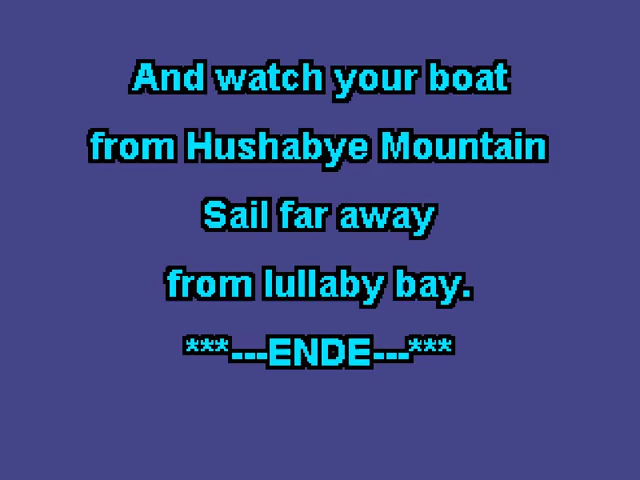 And watch your boat
from Hushabye Mountain
Sail far away
from lullaby bay.
***---ENDE---***